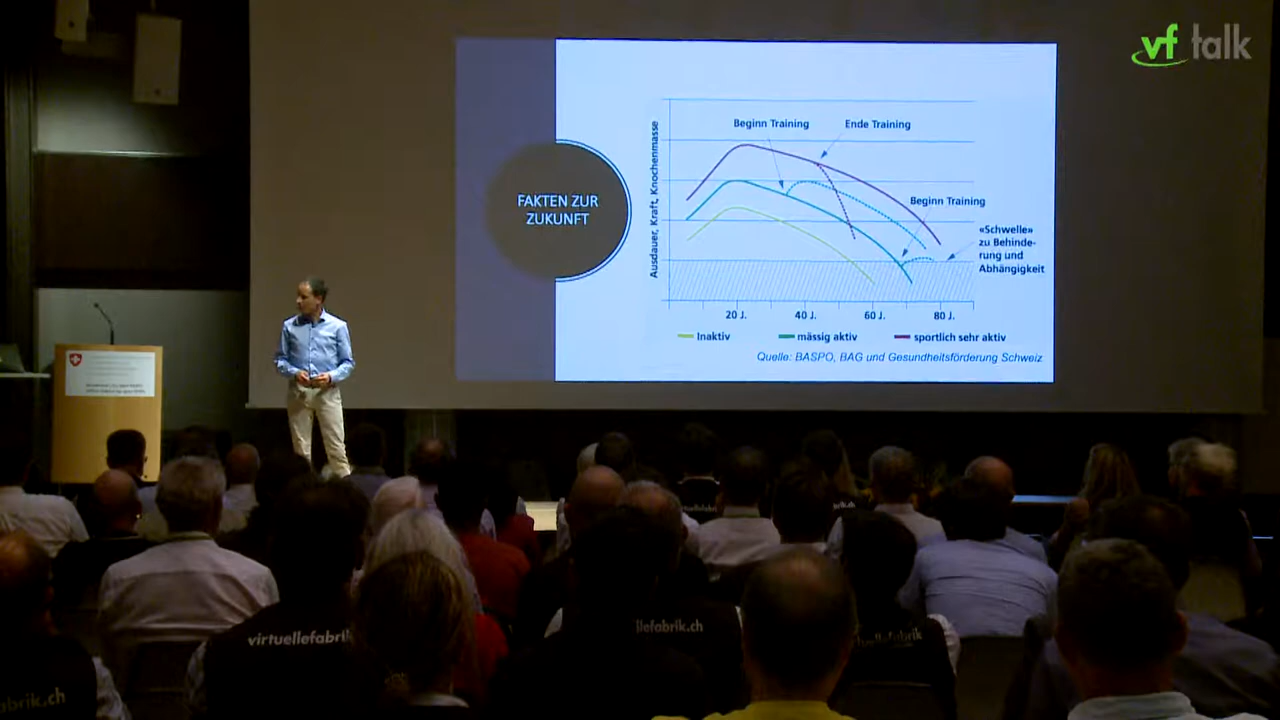 vf talk
Beginn Training
Ende Training
Ausdauer, Kraft, Knochenmasse
FAKTEN ZUR
ZUKUNFT
Beginn Training
«Schwelle»
zu Behinde-
rung und
Abhängigkeit
20 J. 40 J. 60 J. 80 J.
Inaktiv mässig aktiv sportlich sehr aktiv
Quelle: BASPO, BAG und Gesundheitsförderung Schweiz
virtuellefabrik
llefabrik.ch
uellefabrik
abrik.ch